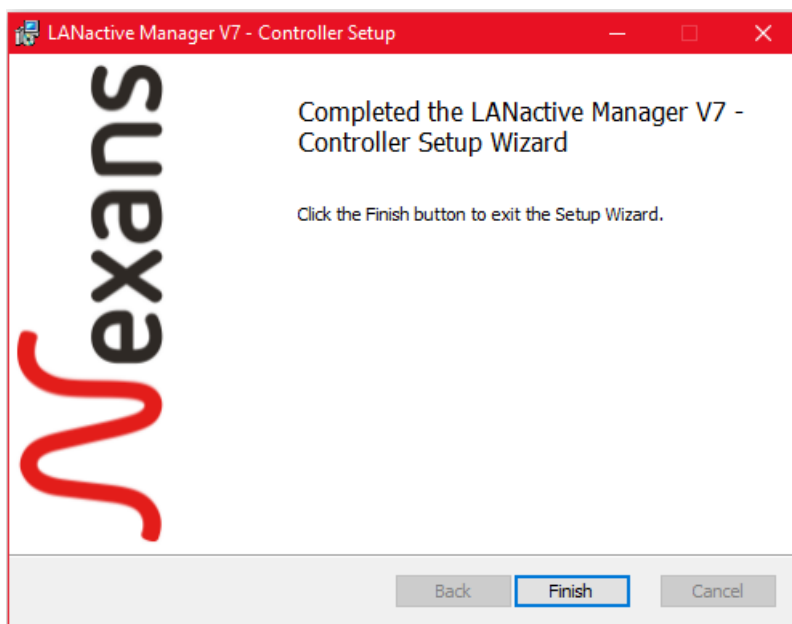 LANactive Manager V7 - Controller Setup
Nexans
Completed the LANactive Manager V7 -
Controller Setup Wizard
Click the Finish button to exit the Setup Wizard.
Back
Finish
Cancel